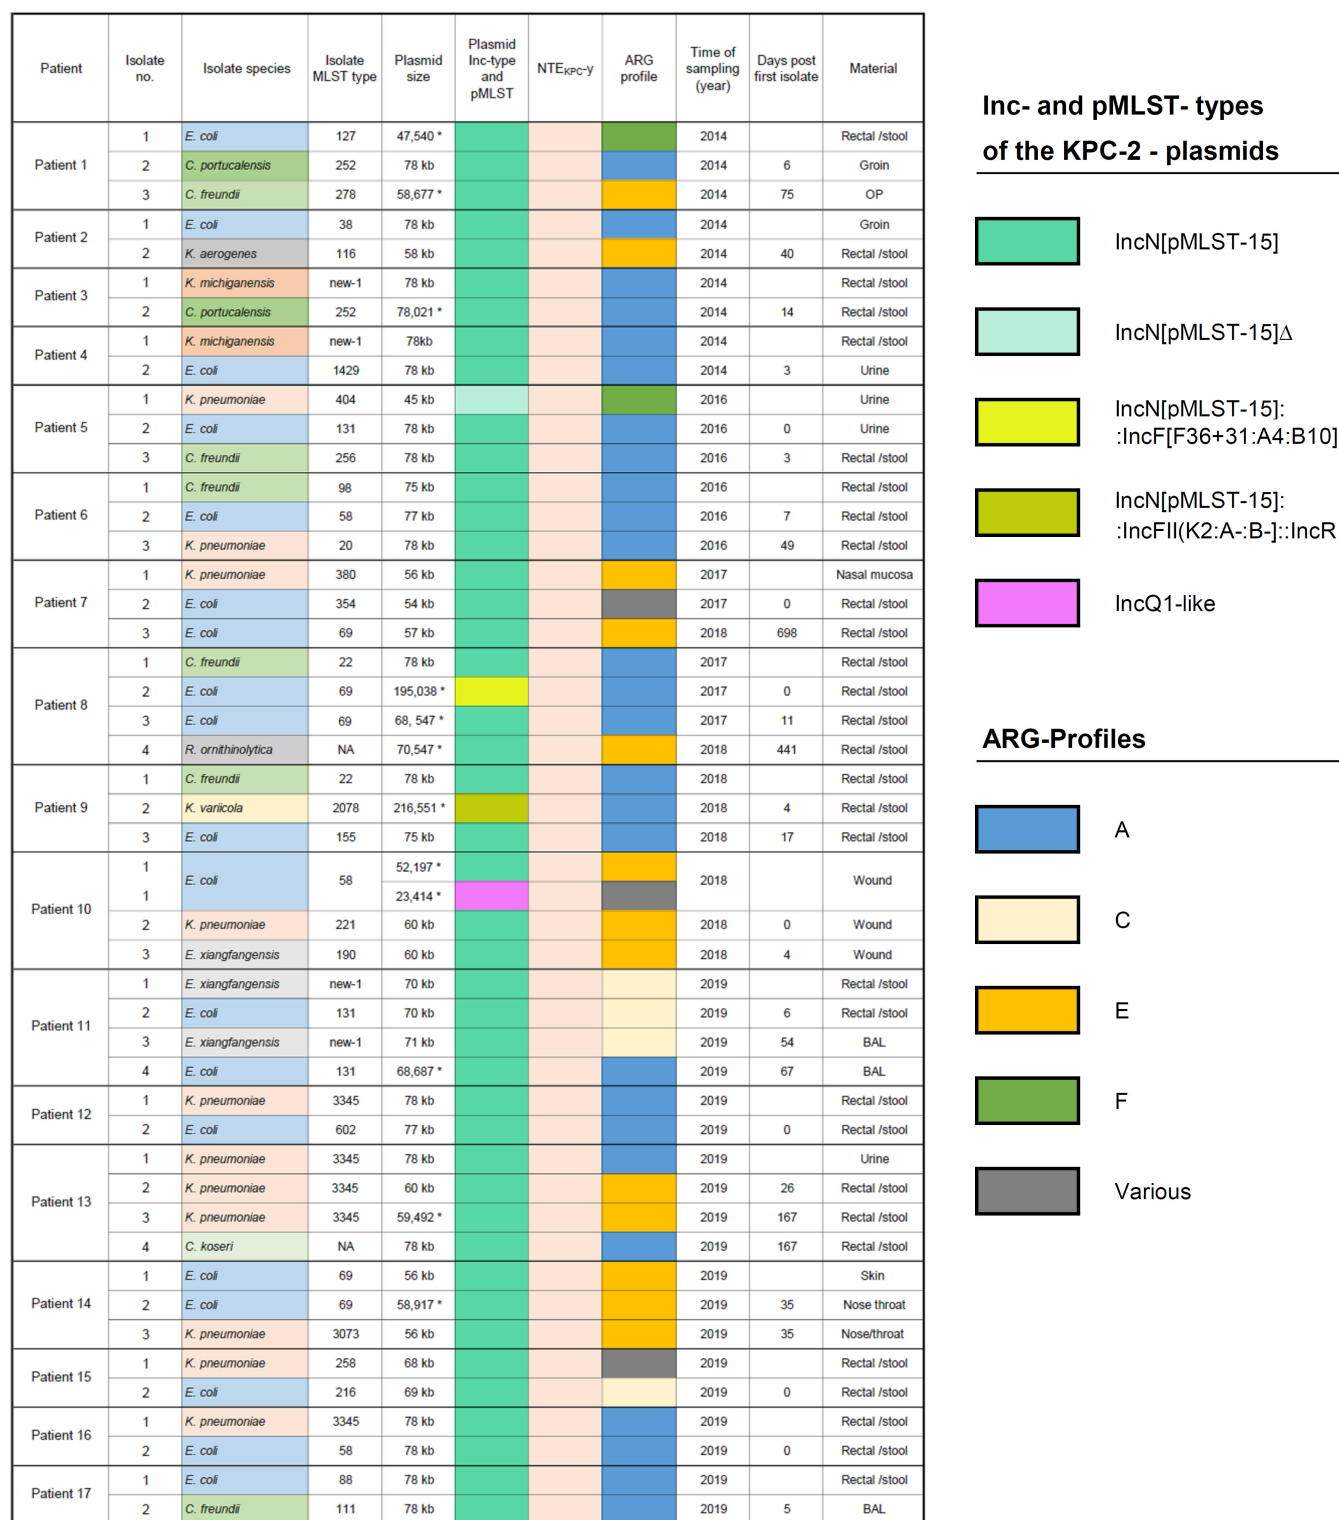 Patient Isolate no. Isolate species Isolate MLST type Plasmid size Plasmid Inc-type and pMLST NTEKPC-y ARG profile Time of sampling (year) Days post first isolate Material
Patient 1
1 E. coli 127 47,540 * 2014 Rectal /stool
2 C. portucalensis 252 78 kb 2014 6 Groin
3 C. freundii 278 58,677 * 2014 75 OP
Patient 2
1 E. coli 38 78 kb 2014 Groin
2 K. aerogenes 116 58 kb 2014 40 Rectal /stool
Patient 3
1 K. michiganensis new-1 78 kb 2014 Rectal /stool
2 C. portucalensis 252 78,021 * 2014 14 Rectal /stool
Patient 4
1 K. michiganensis new-1 78kb 2014 Rectal /stool
2 E. coli 1429 78 kb 2014 3 Urine
Patient 5
1 K. pneumoniae 404 45 kb 2016 Urine
2 E. coli 131 78 kb 2016 0 Urine
3 C. freundii 256 78 kb 2016 3 Rectal /stool
Patient 6
1 C. freundii 98 75 kb 2016 Rectal /stool
2 E. coli 58 77 kb 2016 7 Rectal /stool
3 K. pneumoniae 20 78 kb 2016 49 Rectal /stool
Patient 7
1 K. pneumoniae 380 56 kb 2017 Nasal mucosa
2 E. coli 354 54 kb 2017 0 Rectal /stool
3 E. coli 69 57 kb 2018 698 Rectal /stool
Patient 8
1 C. freundii 22 78 kb 2017 Rectal /stool
2 E. coli 69 195,038 * 2017 0 Rectal /stool
3 E. coli 69 68, 547 * 2017 11 Rectal /stool
4 R. ornithinolytica NA 70,547 * 2018 441 Rectal /stool
Patient 9
1 C. freundii 22 78 kb 2018 Rectal /stool
2 K. variicola 2078 216,551 * 2018 4 Rectal /stool
3 E. coli 155 75 kb 2018 17 Rectal /stool
Patient 10
1 E. coli 58 52,197 * 2018 Wound
1 23,414 *
2 K. pneumoniae 221 60 kb 2018 0 Wound
3 E. xiangfangensis 190 60 kb 2018 4 Wound
Patient 11
1 E. xiangfangensis new-1 70 kb 2019 Rectal /stool
2 E. coli 131 70 kb 2019 6 Rectal /stool
3 E. xiangfangensis new-1 71 kb 2019 54 BAL
4 E. coli 131 68,687 * 2019 67 BAL
Patient 12
1 K. pneumoniae 3345 78 kb 2019 Rectal /stool
2 E. coli 602 77 kb 2019 0 Rectal /stool
Patient 13
1 K. pneumoniae 3345 78 kb 2019 Urine
2 K. pneumoniae 3345 60 kb 2019 26 Rectal /stool
3 K. pneumoniae 3345 59,492 * 2019 167 Rectal /stool
4 C. koseri NA 78 kb 2019 167 Rectal /stool
Patient 14
1 E. coli 69 56 kb 2019 Skin
2 E. coli 69 58,917 * 2019 35 Nose throat
3 K. pneumoniae 3073 56 kb 2019 35 Nose/throat
Patient 15
1 K. pneumoniae 258 68 kb 2019 Rectal /stool
2 E. coli 216 69 kb 2019 0 Rectal /stool
Patient 16
1 K. pneumoniae 3345 78 kb 2019 Rectal /stool
2 E. coli 58 78 kb 2019 0 Rectal /stool
Patient 17
1 E. coli 88 78 kb 2019 Rectal /stool
2 C. freundii 111 78 kb 2019 5 BAL
Inc- and pMLST- types
of the KPC-2 - plasmids
IncN[pMLST-15]
IncN[pMLST-15]Δ
IncN[pMLST-15]:
:IncF[F36+31:A4:B10]
IncN[pMLST-15]:
:IncFII(K2:A-:B-]::IncR
IncQ1-like
ARG-Profiles
A
C
E
F
Various